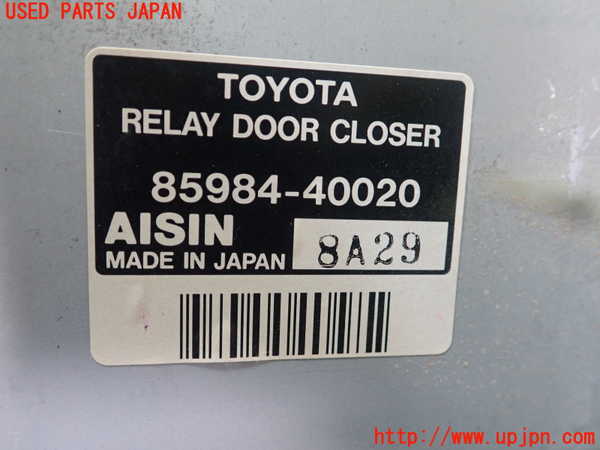 USED PARTS JAPAN
TOYOTA
RELAY DOOR CLOSER
85984-40020
AISIN
8A29
MADE IN JAPAN
http://www.upjpn.com